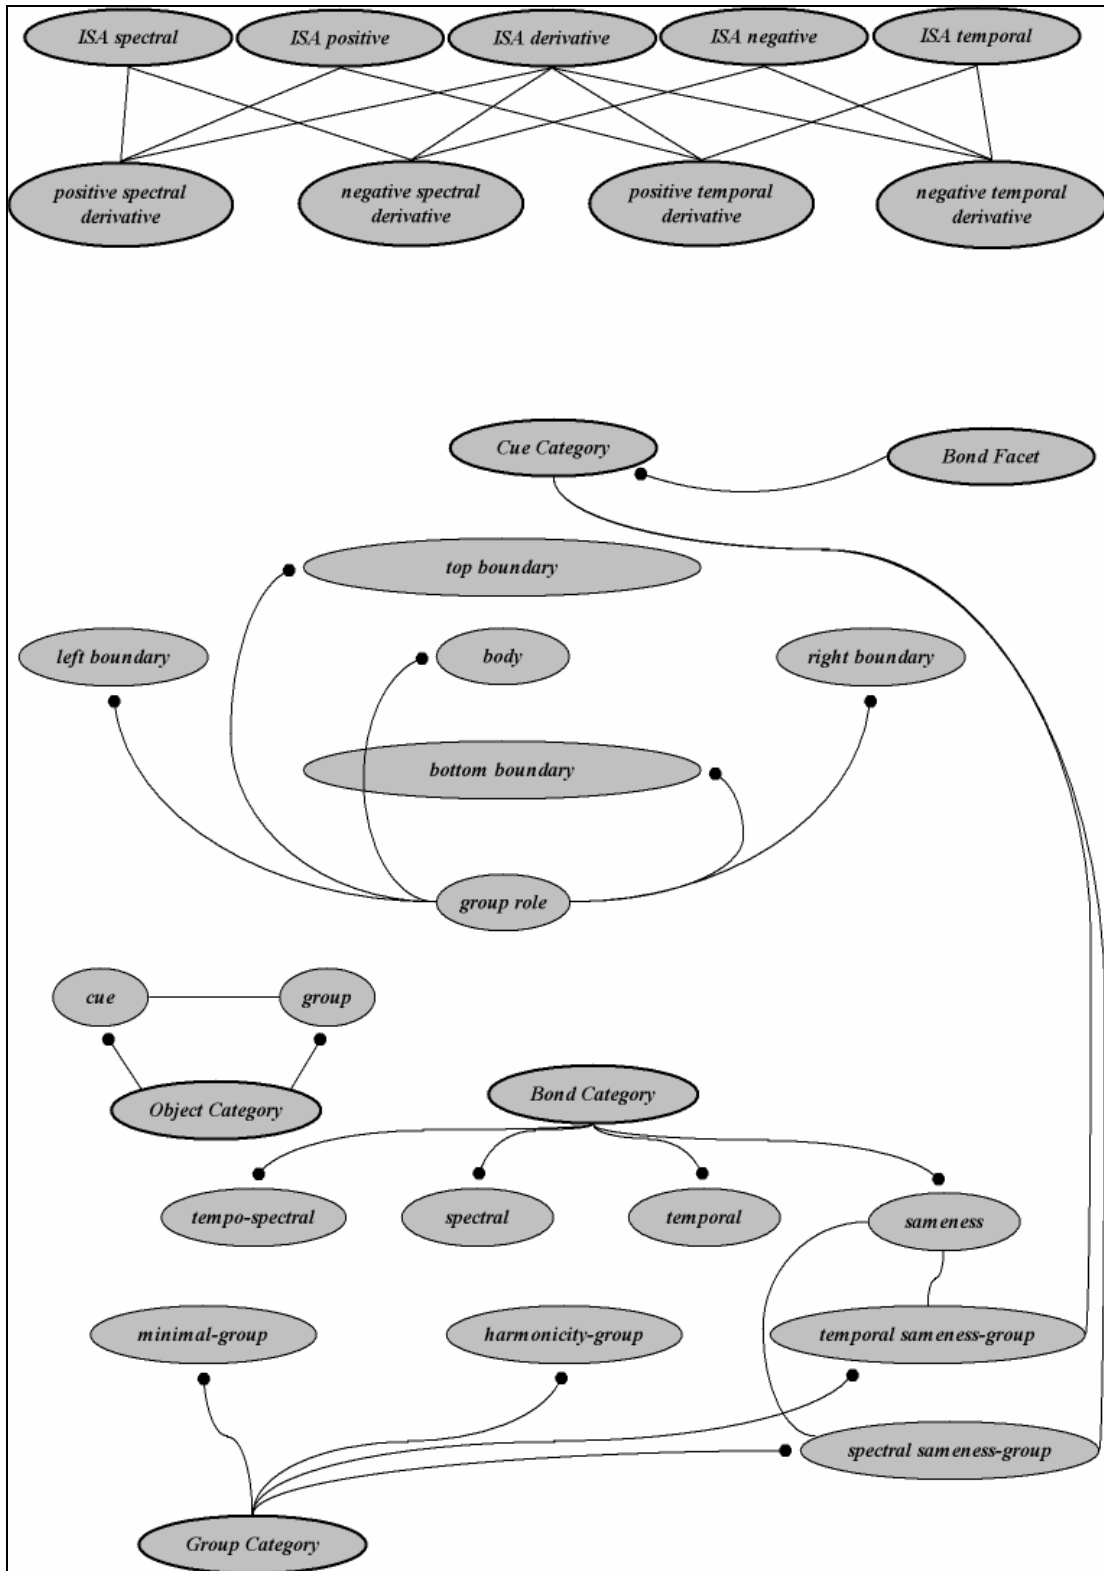 ISA spectral
ISA positive
ISA derivative
ISA negative
ISA temporal
positive spectral
derivative
negative spectral
derivative
positive temporal
derivative
negative temporal
derivative
Cue Category
Bond Facet
top boundary
left boundary
body
right boundary
bottom boundary
group role
cue
group
Object Category
Bond Category
tempo-spectral
spectral
temporal
sameness
minimal-group
harmonicity-group
temporal sameness-group
spectral sameness-group
Group Category